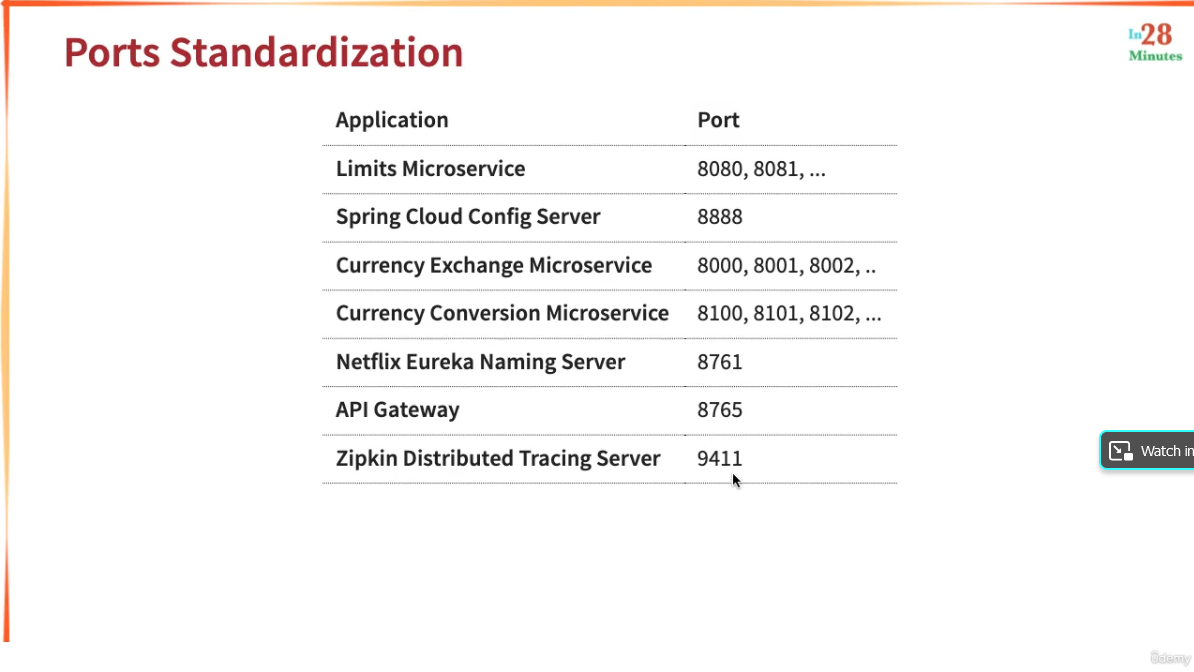 Ports Standardization
In28
Minutes
Application Port
Limits Microservice 8080, 8081, ...
Spring Cloud Config Server 8888
Currency Exchange Microservice 8000, 8001, 8002, ..
Currency Conversion Microservice 8100, 8101, 8102, ...
Netflix Eureka Naming Server 8761
API Gateway 8765
Zipkin Distributed Tracing Server 9411
Watch in
ûdemy